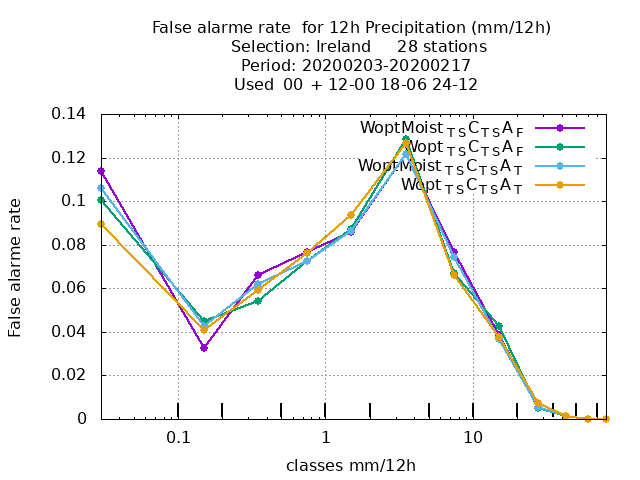 False alarme rate  for 12h Precipitation (mm/12h)
Selection: Ireland     28 stations
Period: 20200203-20200217
Used  00  + 12-00 18-06 24-12
WoptMoist TS C TS A F
Wopt TS C TS A F
WoptMoist TS C TS A T
Wopt TS C TS A T
0.14
0.12
0.1
0.08
0.06
0.04
0.02
0
False alarme rate
0.1 1 10
classes mm/12h